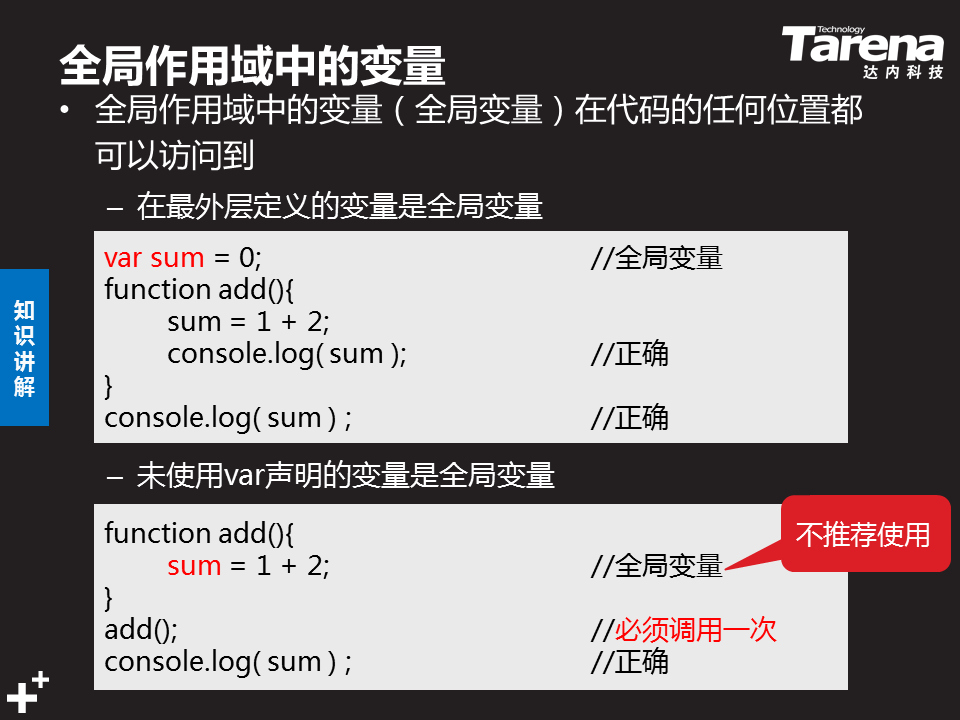 全局作用域中的变量
Technology
Tarena
达内科技
• 全局作用域中的变量（全局变量）在代码的任何位置都
可以访问到
– 在最外层定义的变量是全局变量
var sum = 0; //全局变量
function add(){
sum = 1 + 2;
console.log( sum ); //正确
}
console.log( sum ) ; //正确
知
识
讲
解
– 未使用var声明的变量是全局变量
不推荐使用
function add(){
sum = 1 + 2; //全局变量
}
add(); //必须调用一次
console.log( sum ) ; //正确